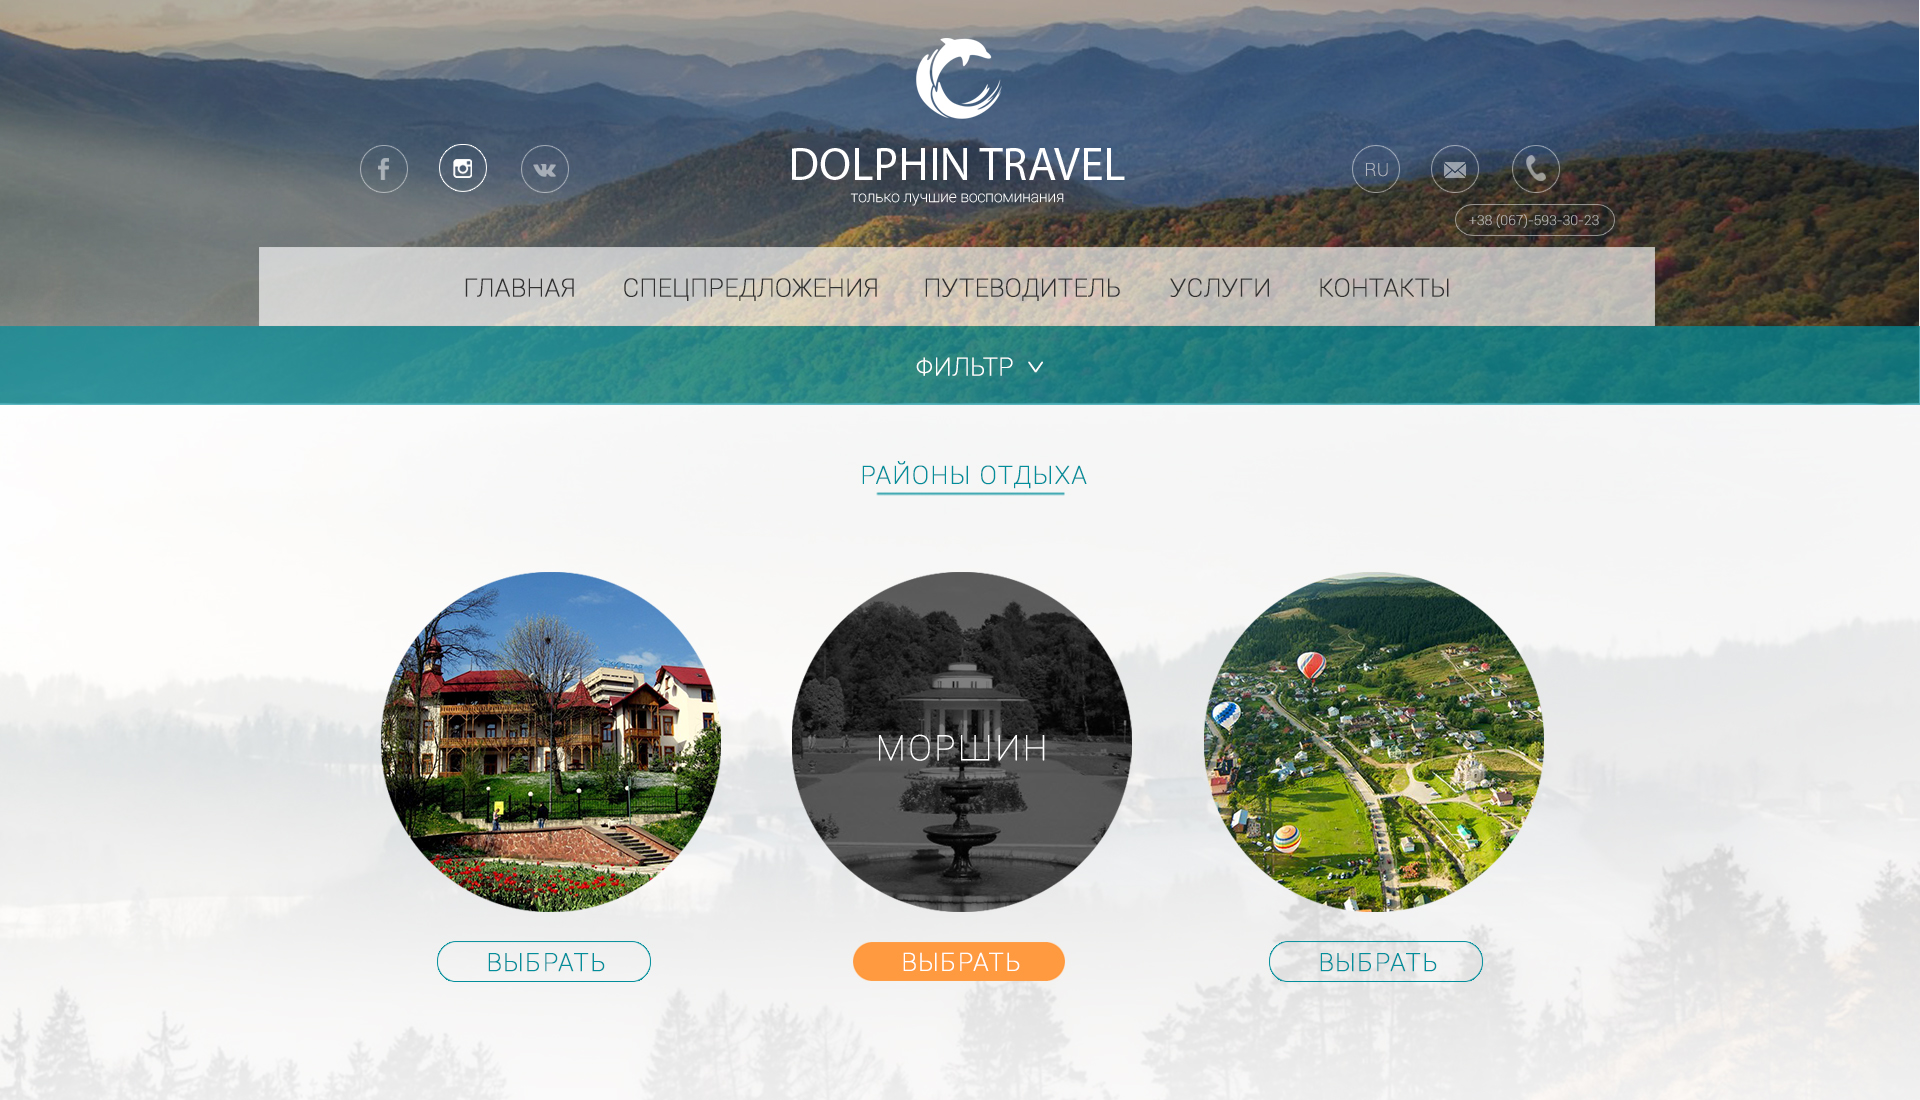 DOLPHIN TRAVEL
только лучшие воспоминания
RU
+38 (067)-593-30-23
ГЛАВНАЯ СПЕЦПРЕДЛОЖЕНИЯ ПУТЕВОДИТЕЛЬ УСЛУГИ КОНТАКТЫ
ФИЛЬТР
РАЙОНЫ ОТДЫХА
МОРШИН
ВЫБРАТЬ ВЫБРАТЬ ВЫБРАТЬ